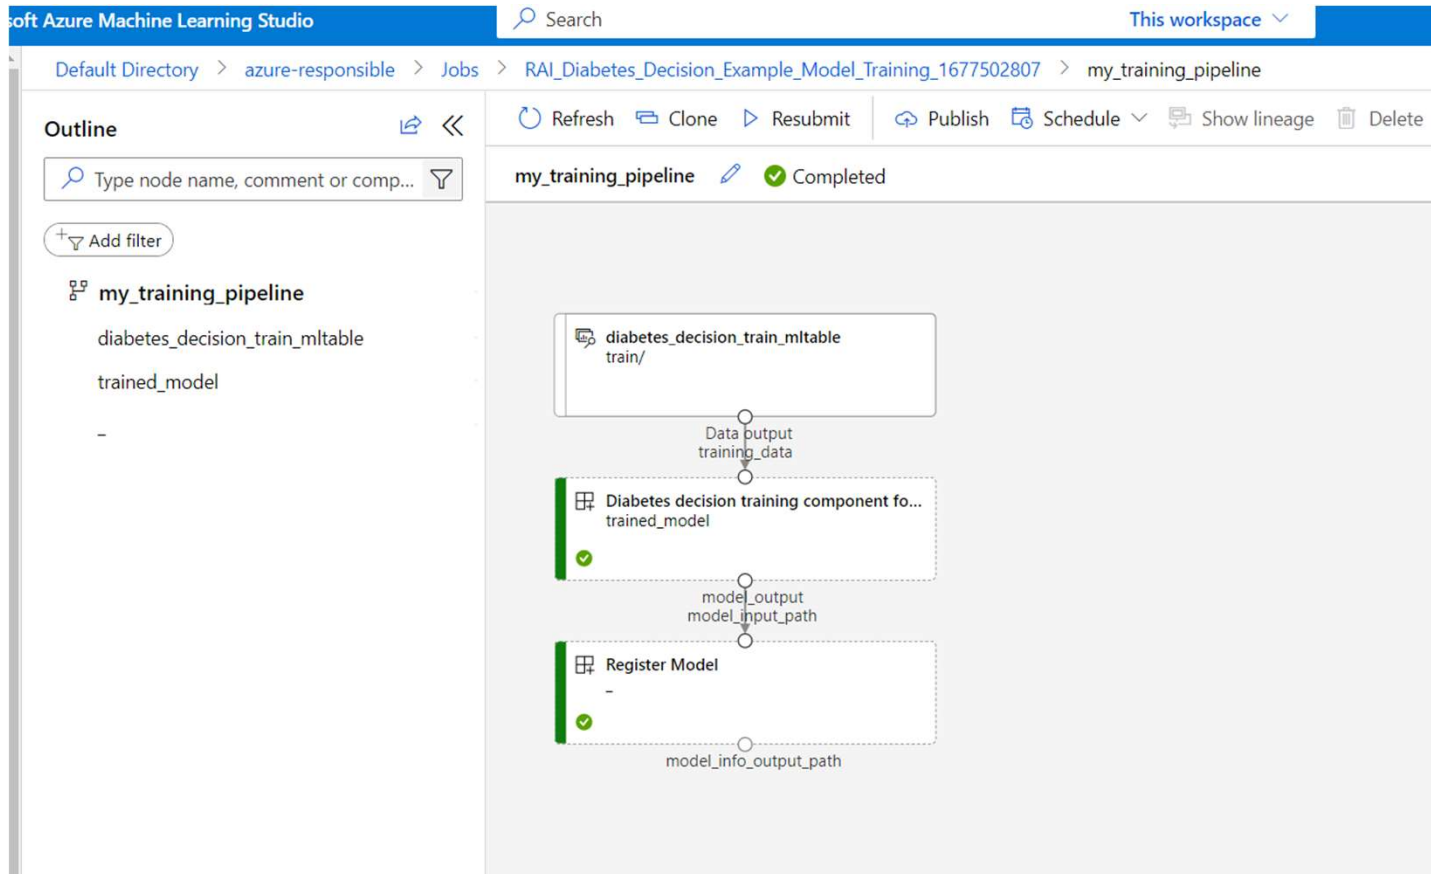 soft Azure Machine Learning Studio
Search
This workspace
Default Directory > azure-responsible > Jobs > RAI_Diabetes_Decision_Example_Model_Training_1677502807 > my_training_pipeline
Outline
Type node name, comment or comp...
Add filter
my_training_pipeline
diabetes_decision_train_mltable
trained_model
_
Refresh Clone Resubmit Publish Schedule Show lineage Delete
my_training_pipeline Completed
diabetes_decision_train_mltable
train/
Data output
training_data
Diabetes decision training component fo...
trained_model
model_output
model_input_path
Register Model
_
model_info_output_path